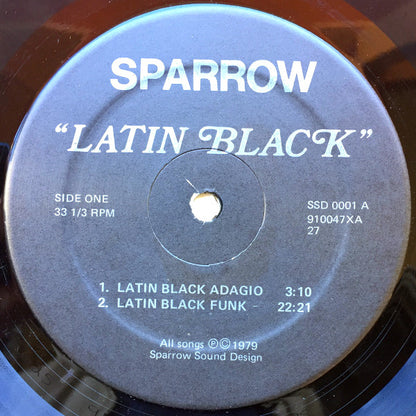 SPARROW
"LATIN BLACK"
SIDE ONE
33 1/3 RPM
SSD 0001 A
910047XA
27
1. LATIN BLACK ADAGIO 3:10
2. LATIN BLACK FUNK – 22:21
All songs ℗©1979
Sparrow Sound Design